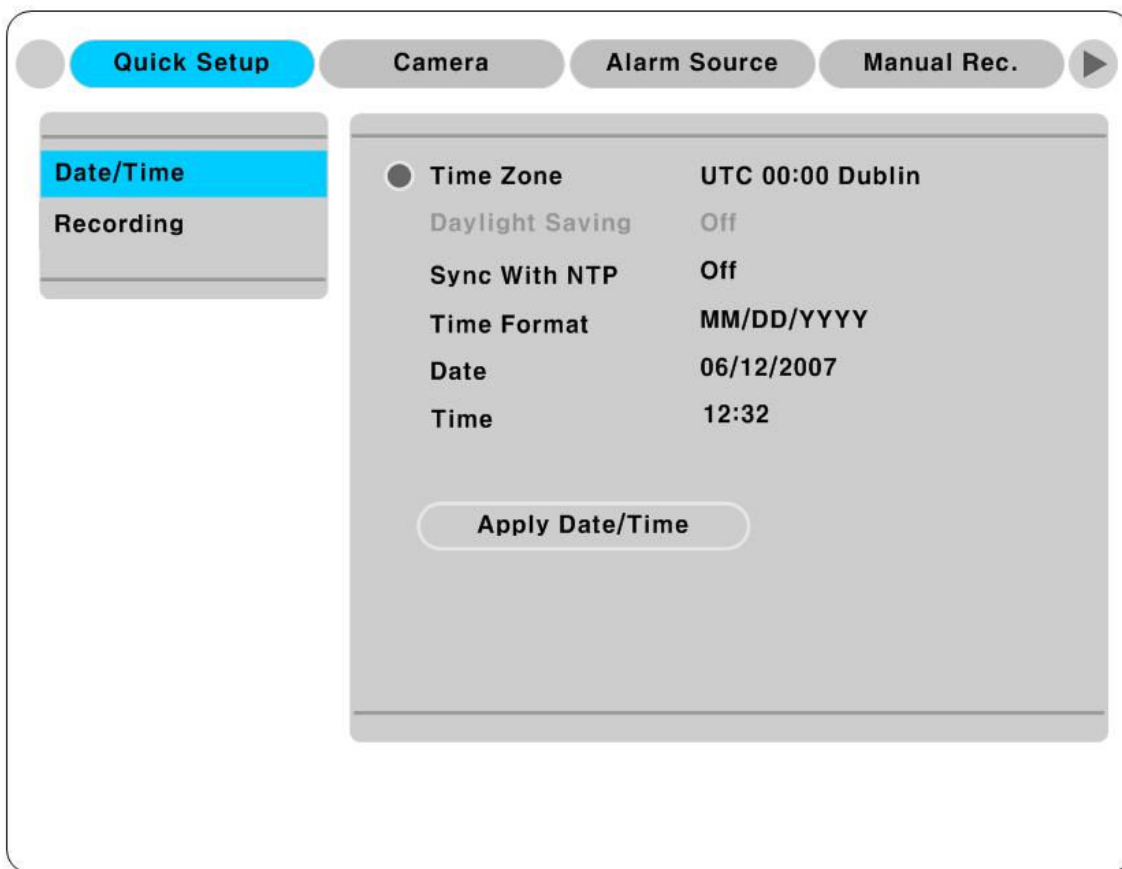 Quick Setup Camera Alarm Source Manual Rec.
Date/Time
Recording
Time Zone UTC 00:00 Dublin
Daylight Saving Off
Sync With NTP Off
Time Format MM/DD/YYYY
Date 06/12/2007
Time 12:32
Apply Date/Time